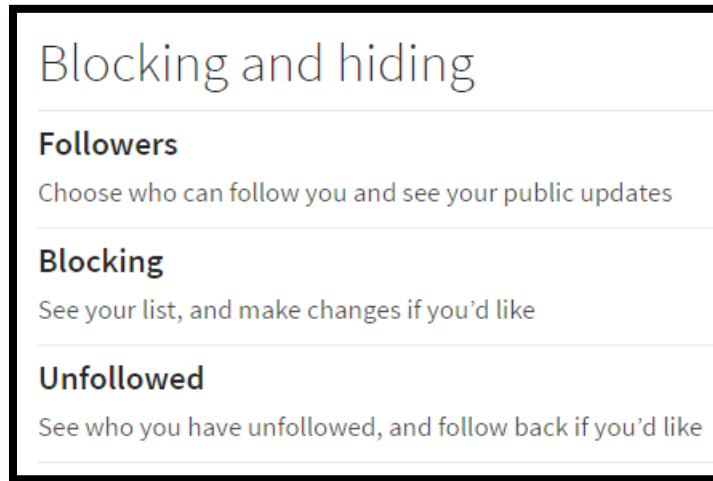 Blocking and hiding
Followers
Choose who can follow you and see your public updates
Blocking
See your list, and make changes if you’d like
Unfollowed
See who you have unfollowed, and follow back if you’d like